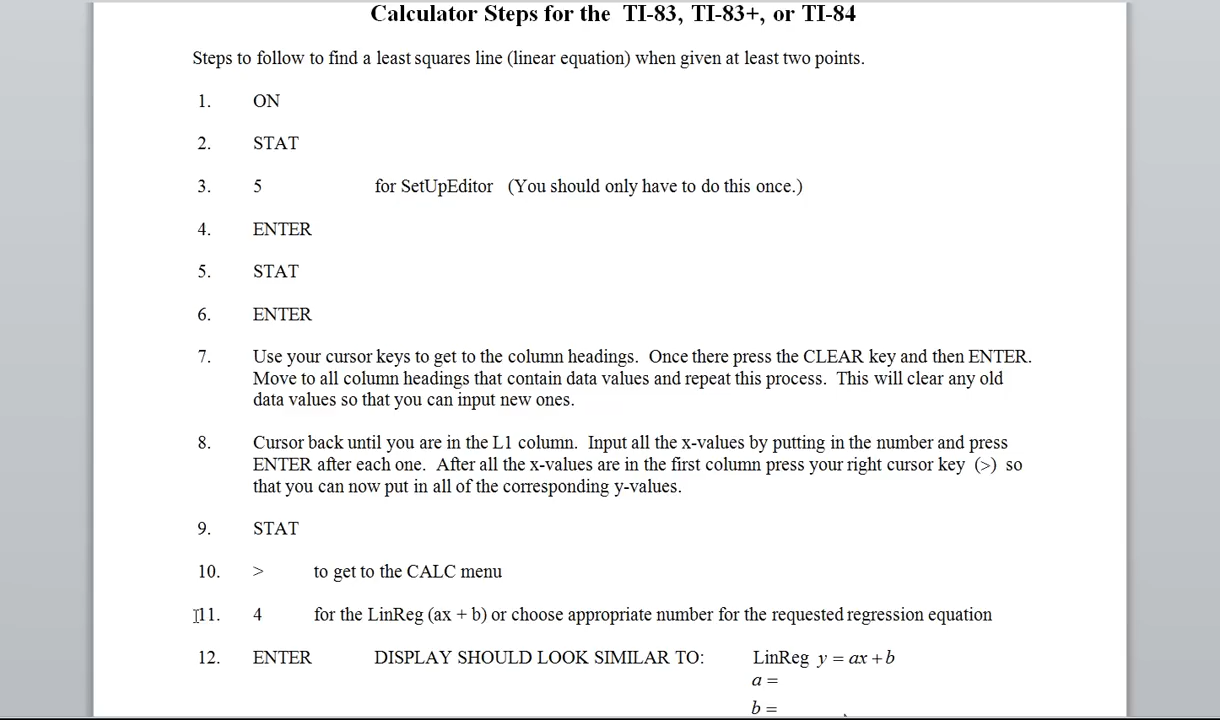 Calculator Steps for the TI-83, TI-83+, or TI-84
Steps to follow to find a least squares line (linear equation) when given at least two points.
1. ON
2. STAT
3. 5 for SetUpEditor (You should only have to do this once.)
4. ENTER
5. STAT
6. ENTER
7. Use your cursor keys to get to the column headings. Once there press the CLEAR key and then ENTER.
Move to all column headings that contain data values and repeat this process. This will clear any old
data values so that you can input new ones.
8. Cursor back until you are in the L1 column. Input all the x-values by putting in the number and press
ENTER after each one. After all the x-values are in the first column press your right cursor key (>) so
that you can now put in all of the corresponding y-values.
9. STAT
10. > to get to the CALC menu
11. 4 for the LinReg (ax + b) or choose appropriate number for the requested regression equation
12. ENTER DISPLAY SHOULD LOOK SIMILAR TO: LinReg y = ax + b
a =
b =